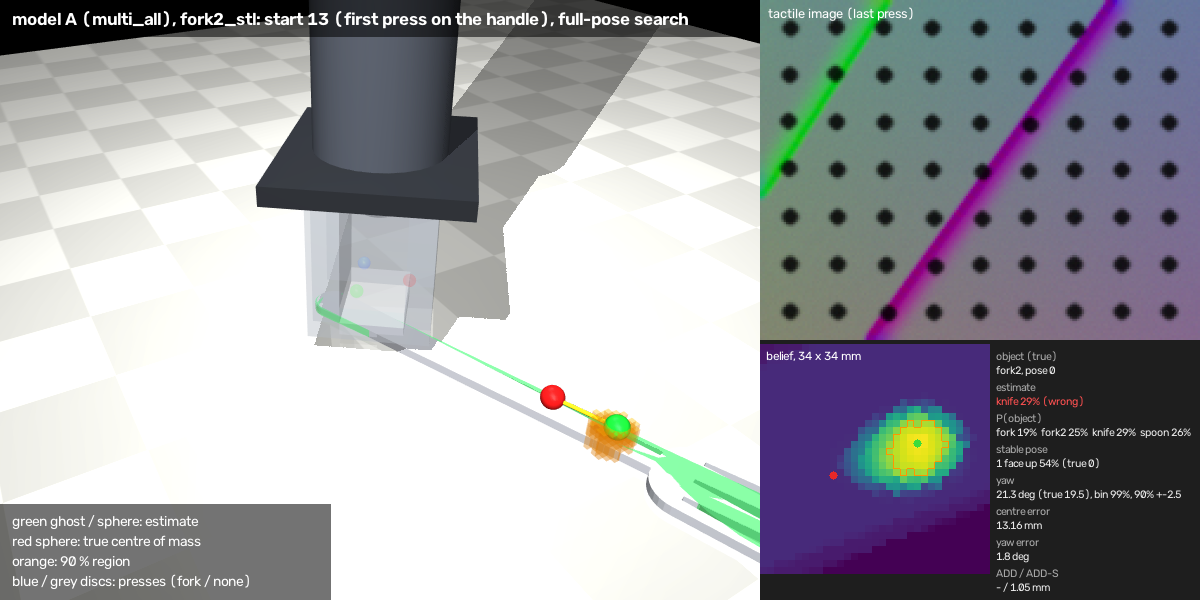 model A (multi_all), fork2_stl: start 13 (first press on the handle), full-pose search
tactile image (last press)
belief, 34 x 34 mm
object (true)
fork2, pose 0
estimate
knife 29% (wrong)
P(object)
fork 19% fork2 25% knife 29% spoon 26%
stable pose
1 face up 54% (true 0)
yaw
21.3 deg (true 19.5), bin 99%, 90% +-2.5
centre error
13.16 mm
yaw error
1.8 deg
ADD / ADD-S
- / 1.05 mm
green ghost / sphere: estimate
red sphere: true centre of mass
orange: 90 % region
blue / grey discs: presses (fork / none)